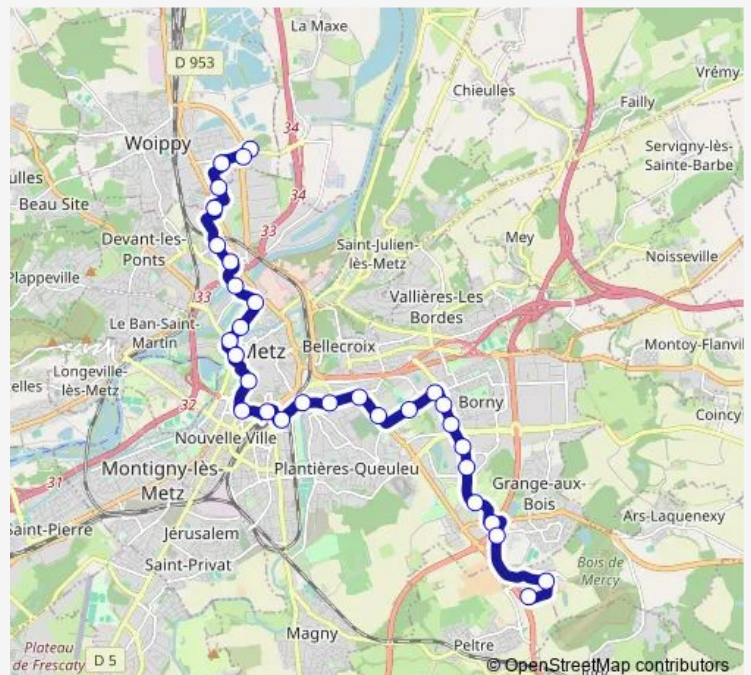 La Maxe
D 953
Vrémy
Chieulles
Failly
34
Woippy
Servigny-lès-
Sainte-Barbe
ulles
34
Beau Site
33
Mey
Devant-les-
Ponts
Saint-Julien-
lès-Metz
Noisseville
Plappeville
33
Vallières-Les
Bordes
Le Ban-Saint-
Martin
Metz
Bellecroix
Montoy-Flanvil
elles
Longeville-
lès-Metz
32
Borny
Coincy
Nouvelle Ville
Montigny-lès-
Metz
Plantières-Queuleu
31
Grange-aux-
Bois
Saint-Pierre
Ars-Laquenexy
Jérusalem
Saint-Privat
Bois de
Mercy
Magny
Peltre
Plateau
de Frescaty
D 5
© OpenStreetMap contributors